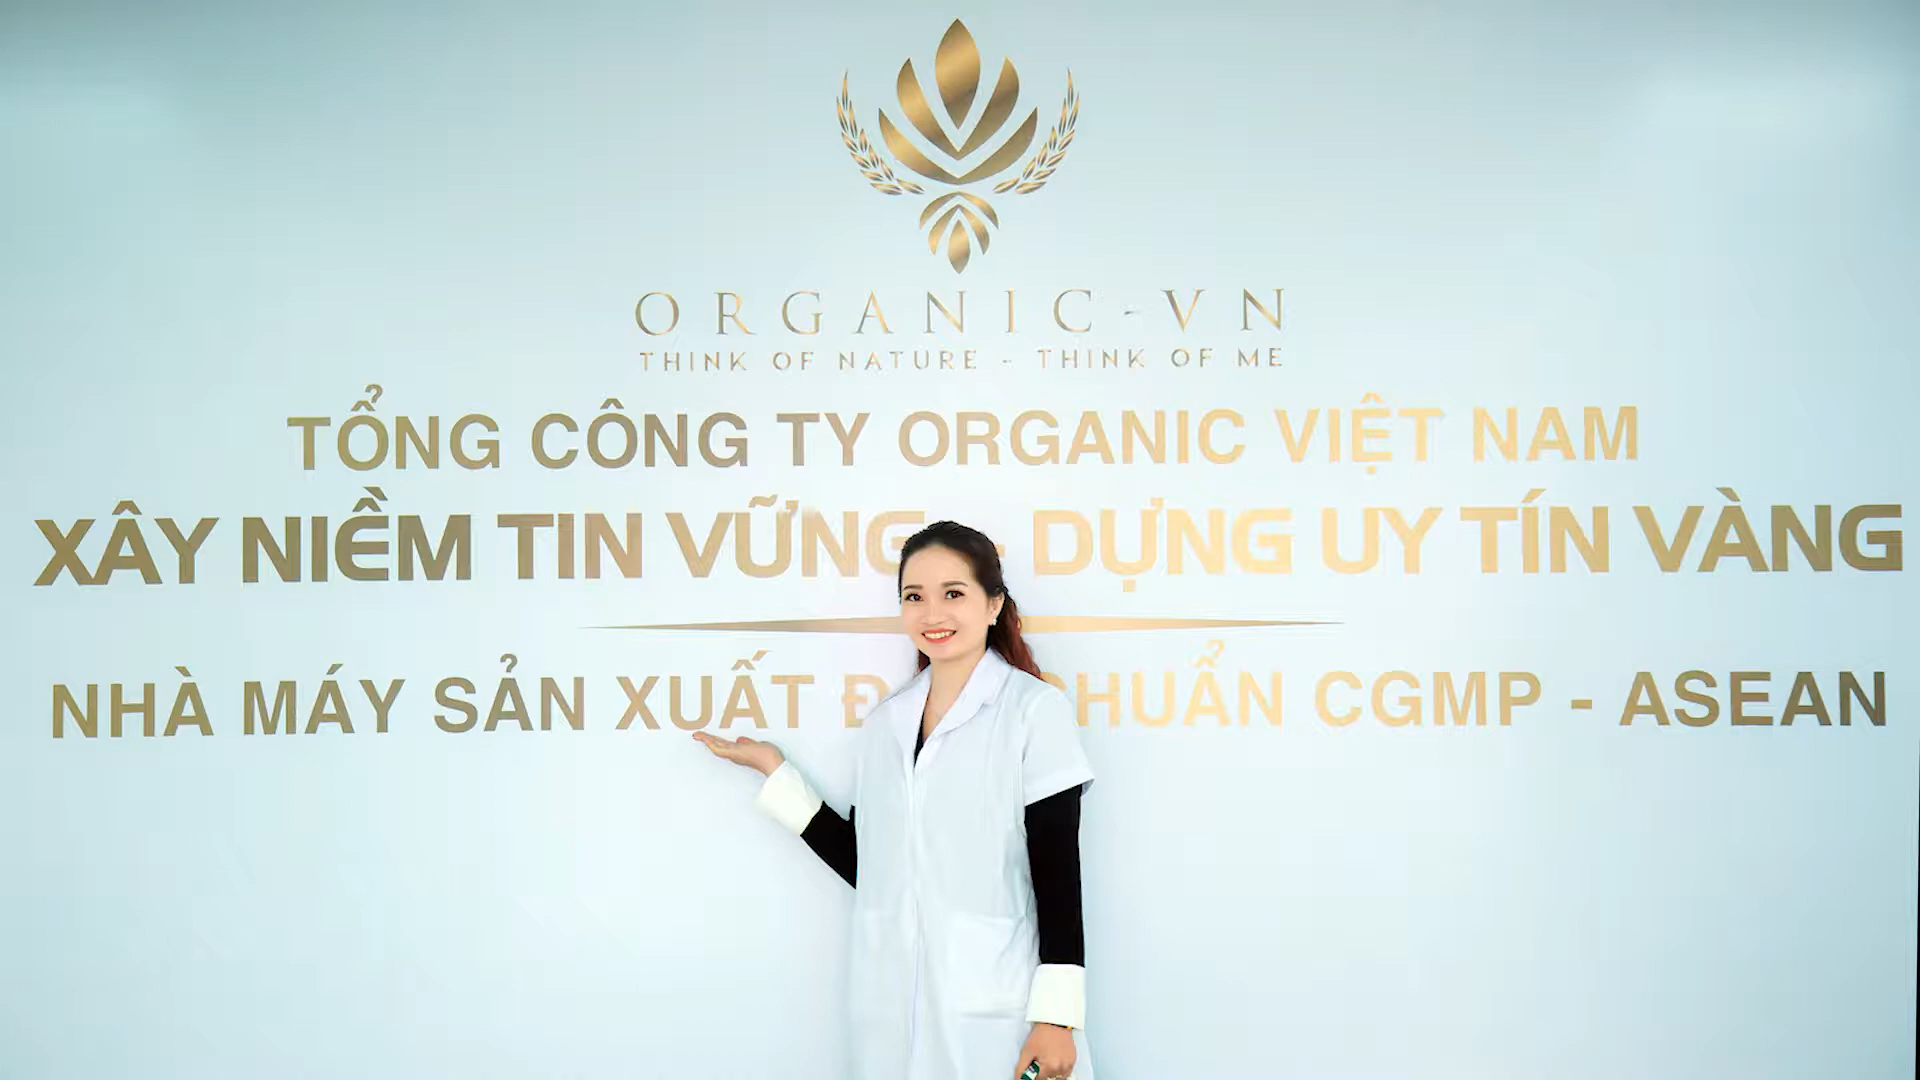 ORGANIC-VN
THINK OF NATURE - THINK OF ME
TỔNG CÔNG TY ORGANIC VIỆT NAM
XÂY NIỀM TIN VỮNG - DỰNG UY TÍN VÀNG
NHÀ MÁY SẢN XUẤT CHUẨN CGMP - ASEAN